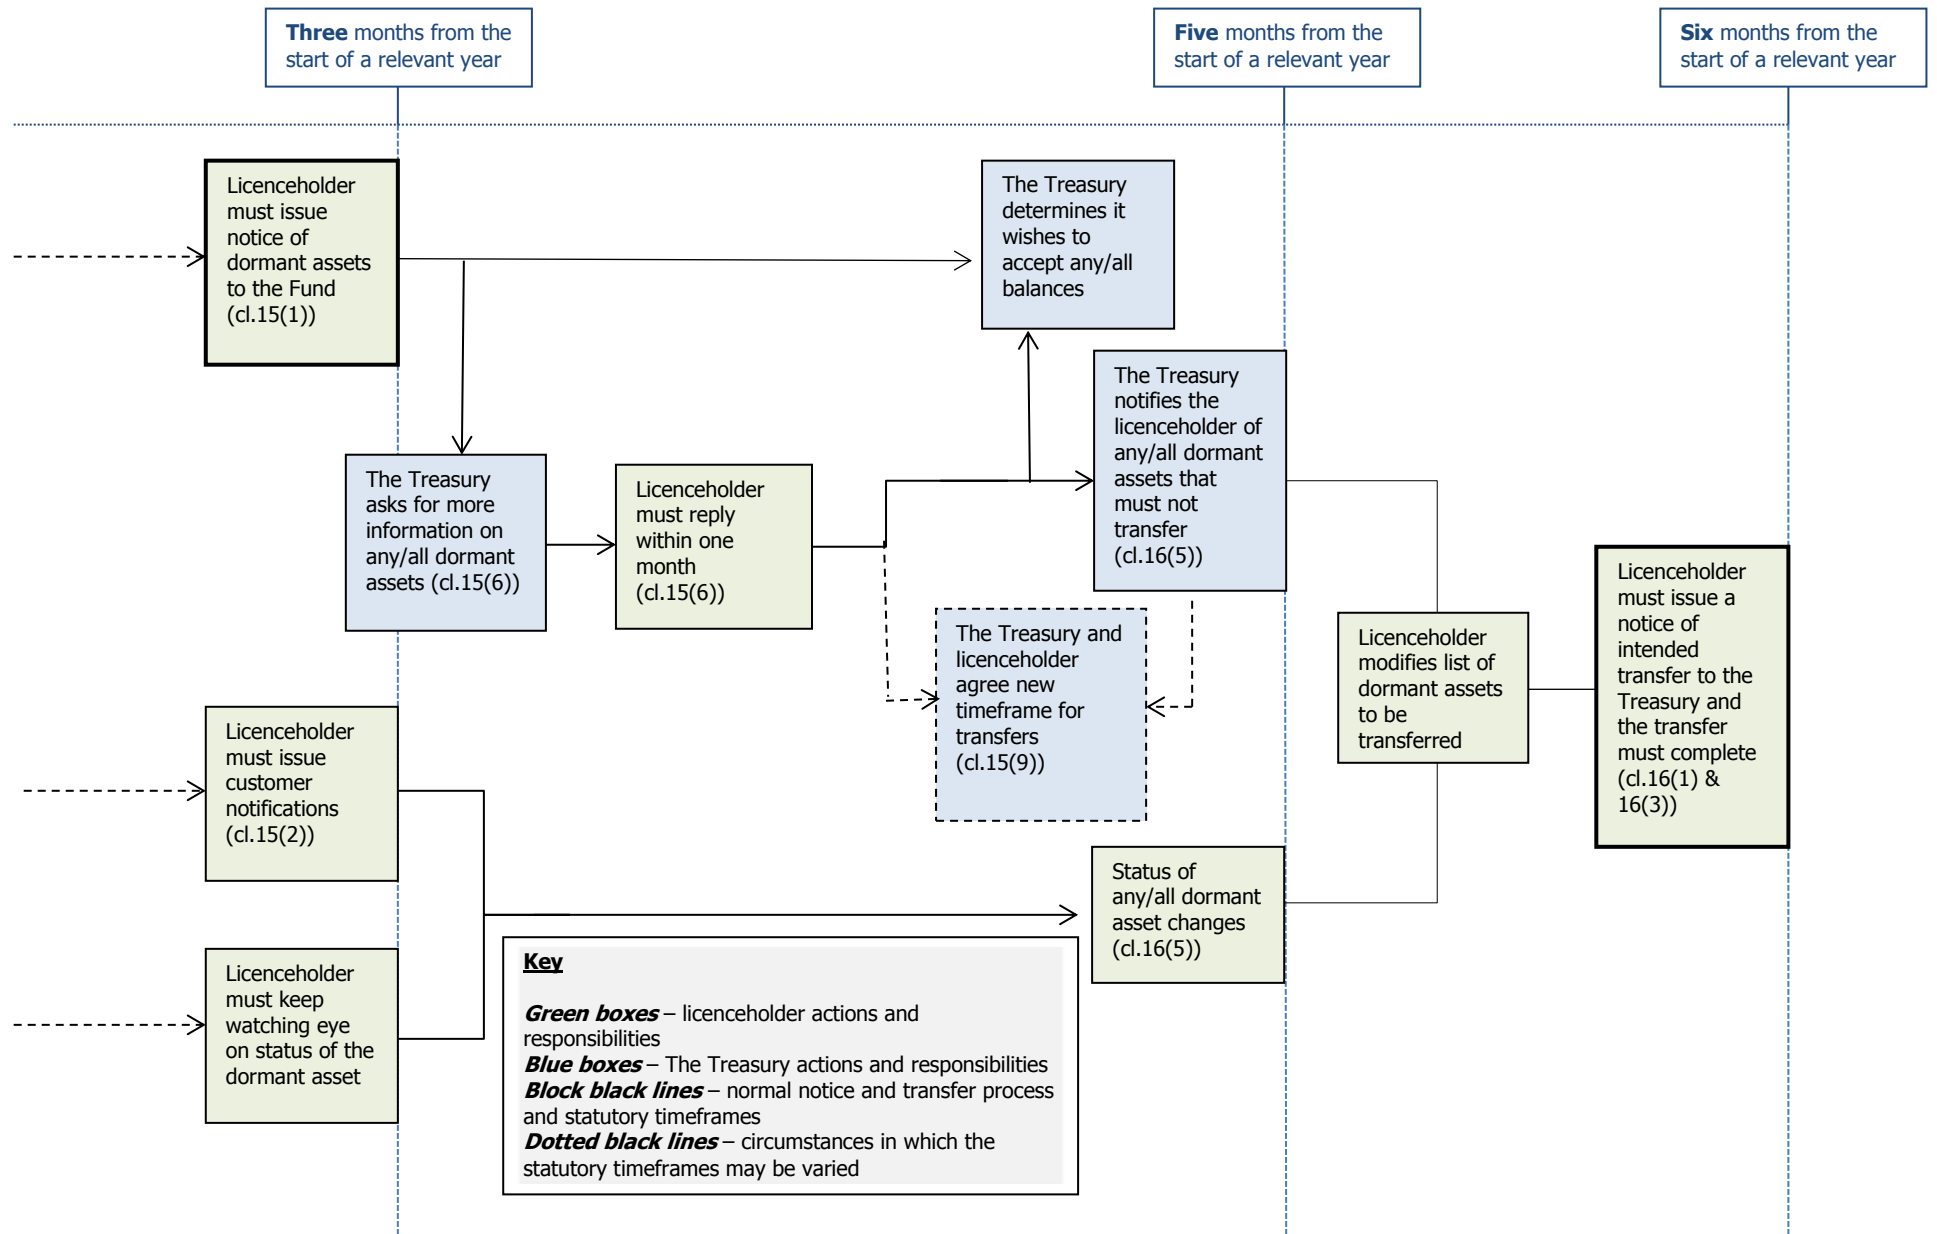 Three months from the
start of a relevant year
Five months from the
start of a relevant year
Six months from the
start of a relevant year
Licenceholder
must issue
notice of
dormant assets
to the Fund
(cl.15(1))
The Treasury
determines it
wishes to
accept any/all
balances
The Treasury
notifies the
licenceholder of
any/all dormant
assets that
must not
transfer
(cl.16(5))
The Treasury
asks for more
information on
any/all dormant
assets (cl.15(6))
Licenceholder
must reply
within one
month
(cl.15(6))
The Treasury and
licenceholder
agree new
timeframe for
transfers
(cl.15(9))
Licenceholder
modifies list of
dormant assets
to be
transferred
Licenceholder
must issue a
notice of
intended
transfer to the
Treasury and
the transfer
must complete
(cl.16(1) &
16(3))
Licenceholder
must issue
customer
notifications
(cl.15(2))
Status of
any/all dormant
asset changes
(cl.16(5))
Licenceholder
must keep
watching eye
on status of the
dormant asset
Key
Green boxes – licenceholder actions and
responsibilities
Blue boxes – The Treasury actions and responsibilities
Block black lines – normal notice and transfer process
and statutory timeframes
Dotted black lines – circumstances in which the
statutory timeframes may be varied